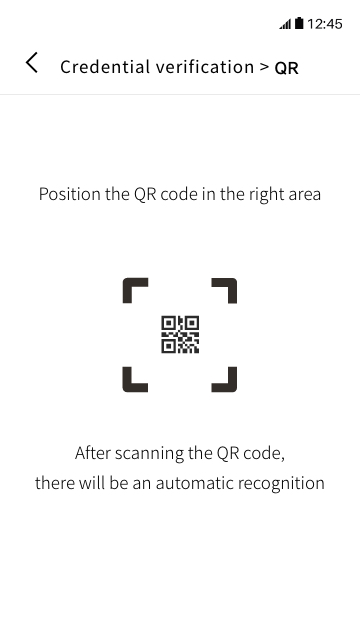 12:45
Credential verification > QR
Position the QR code in the right area
After scanning the QR code,
there will be an automatic recognition